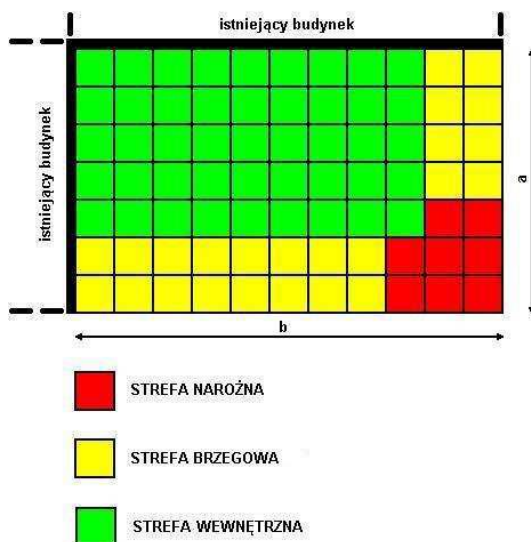 istniejący budynek
istniejący budynek
a
b
STREFA NAROŻNA
STREFA BRZEGOWA
STREFA WEWNĘTRZNA